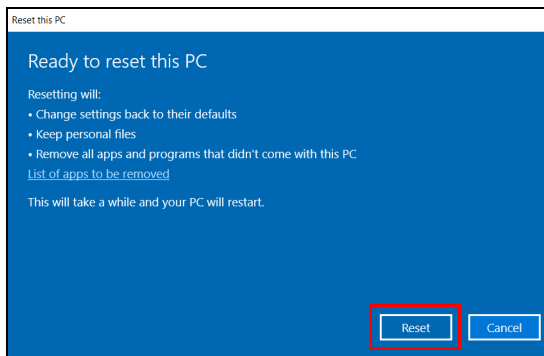 Reset this PC
Ready to reset this PC
Resetting will:
• Change settings back to their defaults
• Keep personal files
• Remove all apps and programs that didn't come with this PC
List of apps to be removed
This will take a while and your PC will restart.
Reset Cancel